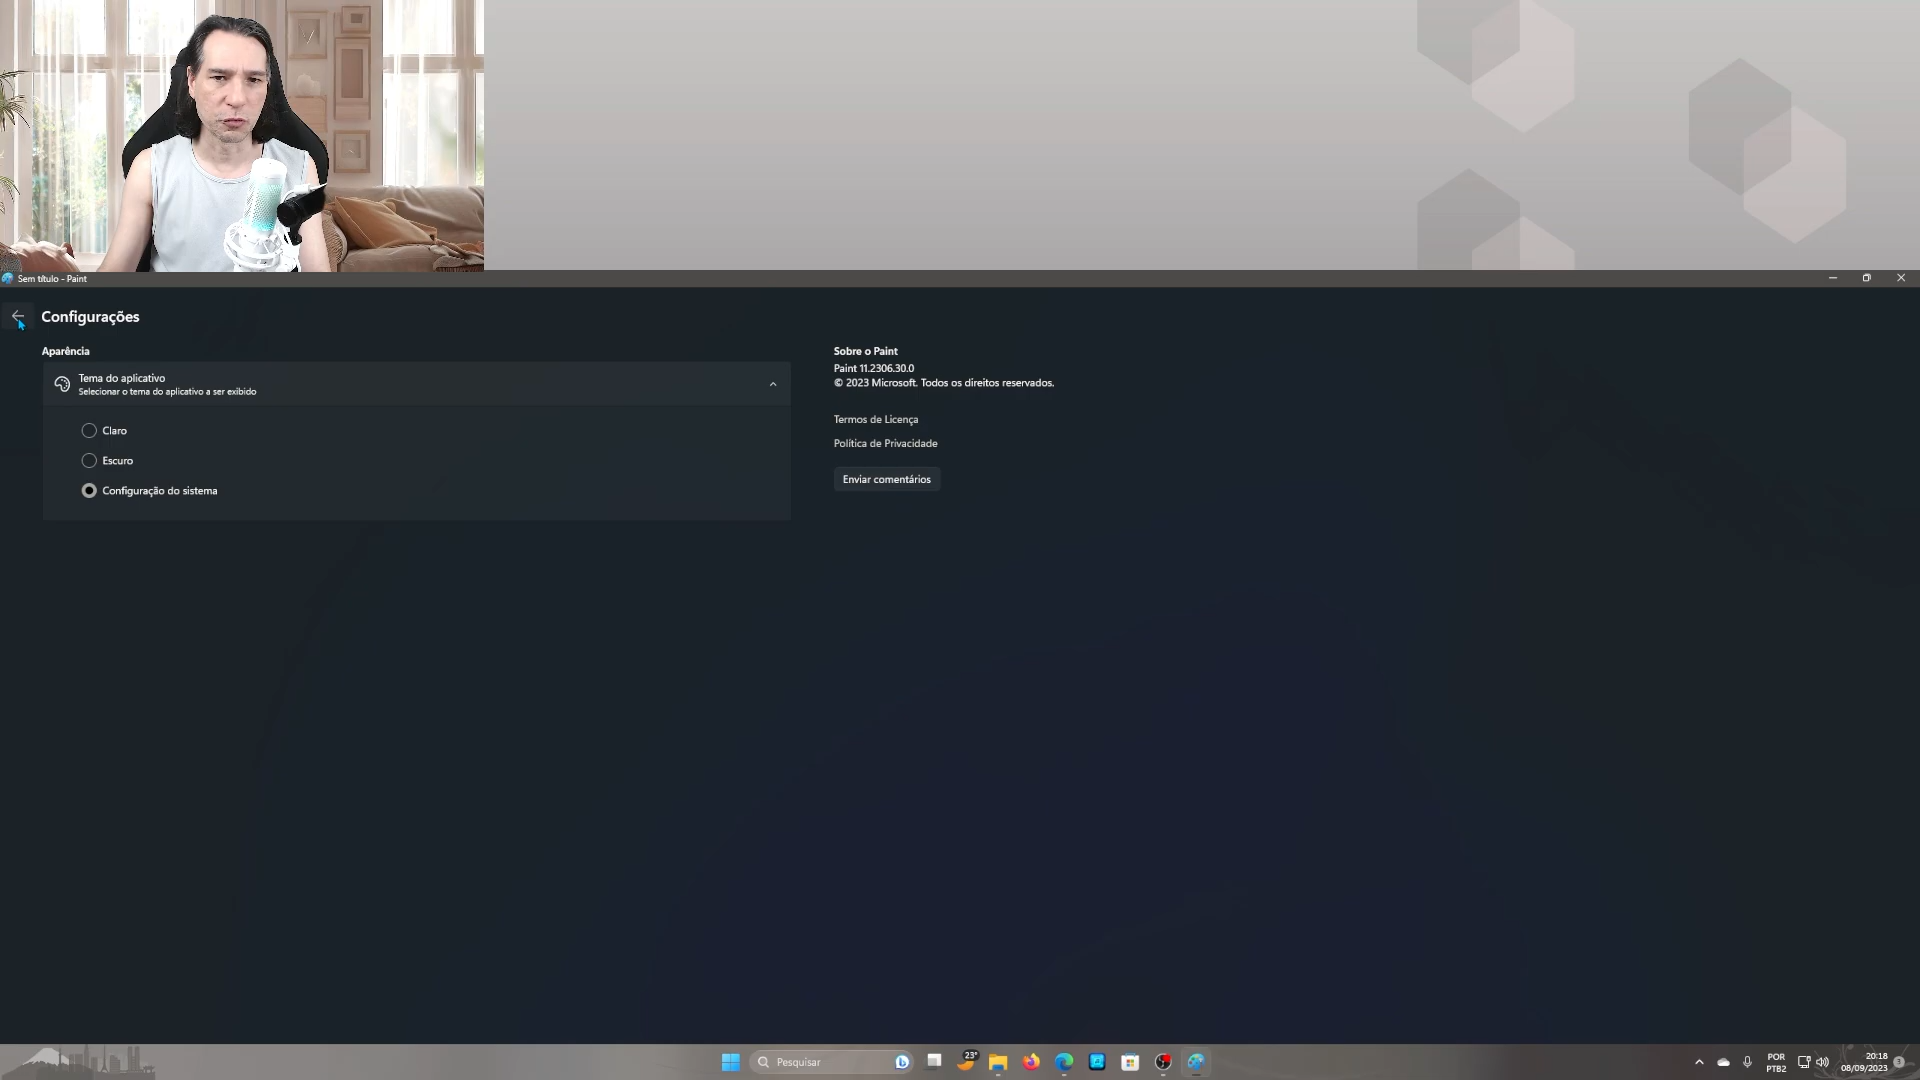 Sem título - Paint
Configurações
Aparência
Tema do aplicativo
Selecionar o tema do aplicativo a ser exibido
Claro
Escuro
Configuração do sistema
Sobre o Paint
Paint 11.2306.30.0
© 2023 Microsoft. Todos os direitos reservados.
Termos de Licença
Política de Privacidade
Enviar comentários
Pesquisar
23°
POR
PTB2
20:18
08/09/2023